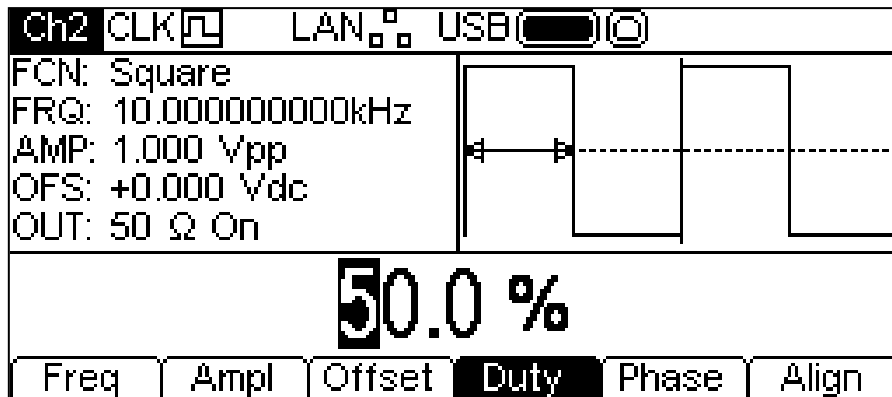 Ch2 CLK LAN USB
FCN: Square
FRQ: 10.000000000kHz
AMP: 1.000 Vpp
OFS: +0.000 Vdc
OUT: 50 Ω On
50.0 %
Freq Ampl Offset Duty Phase Align